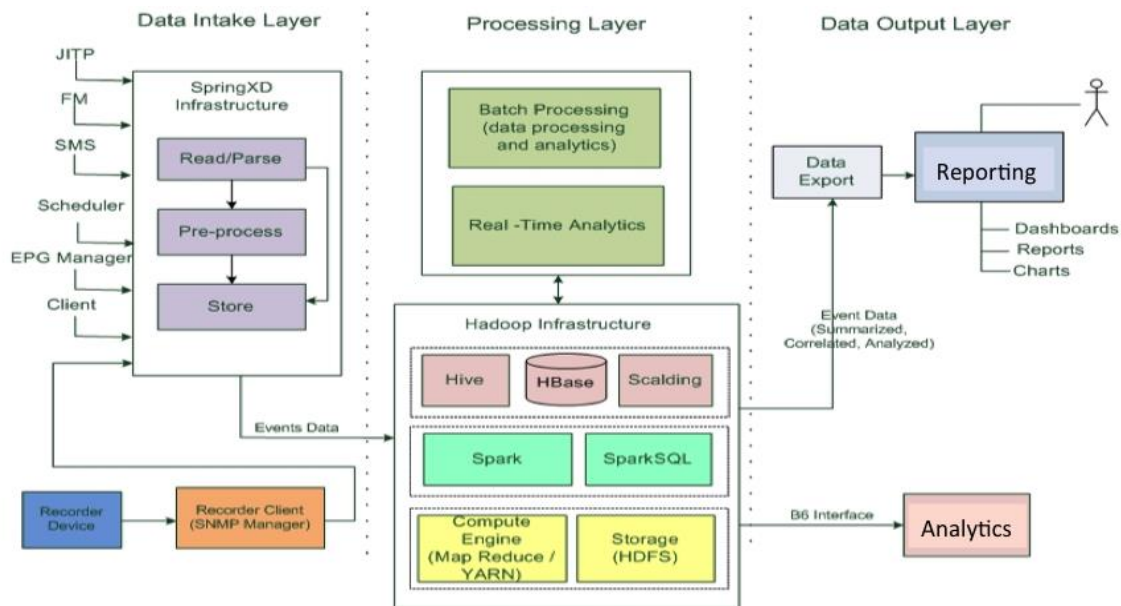 Data Intake Layer
Processing Layer
Data Output Layer
JITP
FM
SMS
Scheduler
EPG Manager
Client
SpringXD
Infrastructure
Read/Parse
Pre-process
Store
Events Data
Recorder
Device
Recorder Client
(SNMP Manager)
Batch Processing
(data processing
and analytics)
Real -Time Analytics
Hadoop Infrastructure
Hive
HBase
Scalding
Spark
SparkSQL
Compute
Engine
(Map Reduce /
YARN)
Storage
(HDFS)
Data
Export
Reporting
Dashboards
Reports
Charts
Event Data
(Summarized,
Correlated, Analyzed)
B6 Interface
Analytics